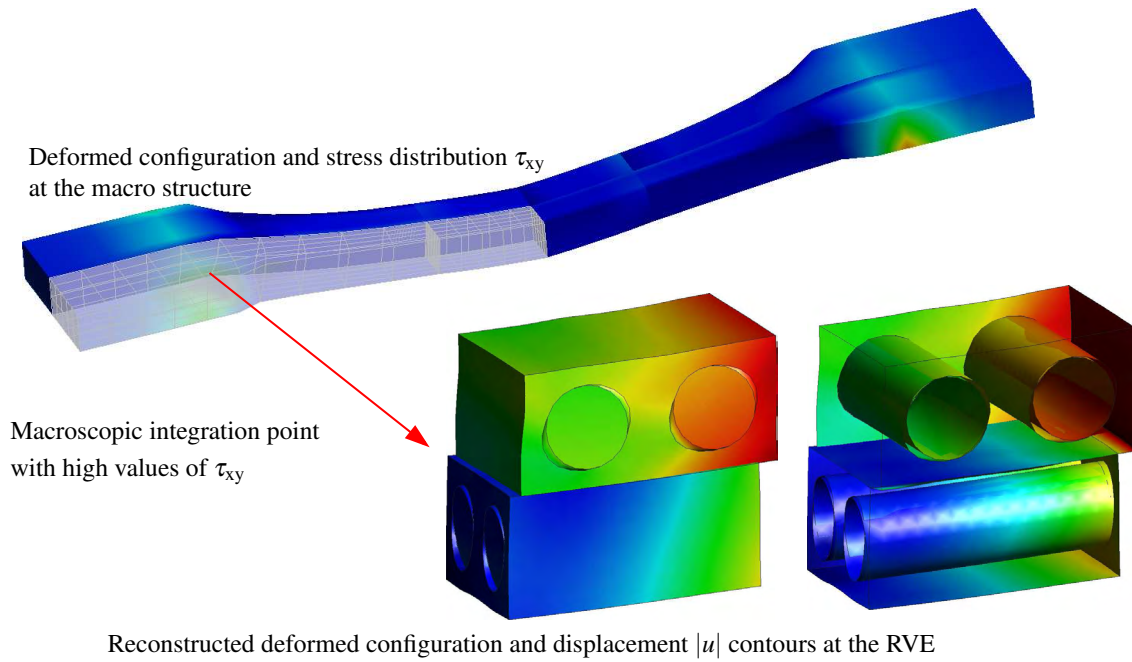 Deformed configuration and stress distribution τxy
at the macro structure
Macroscopic integration point
with high values of τxy
Reconstructed deformed configuration and displacement |u| contours at the RVE